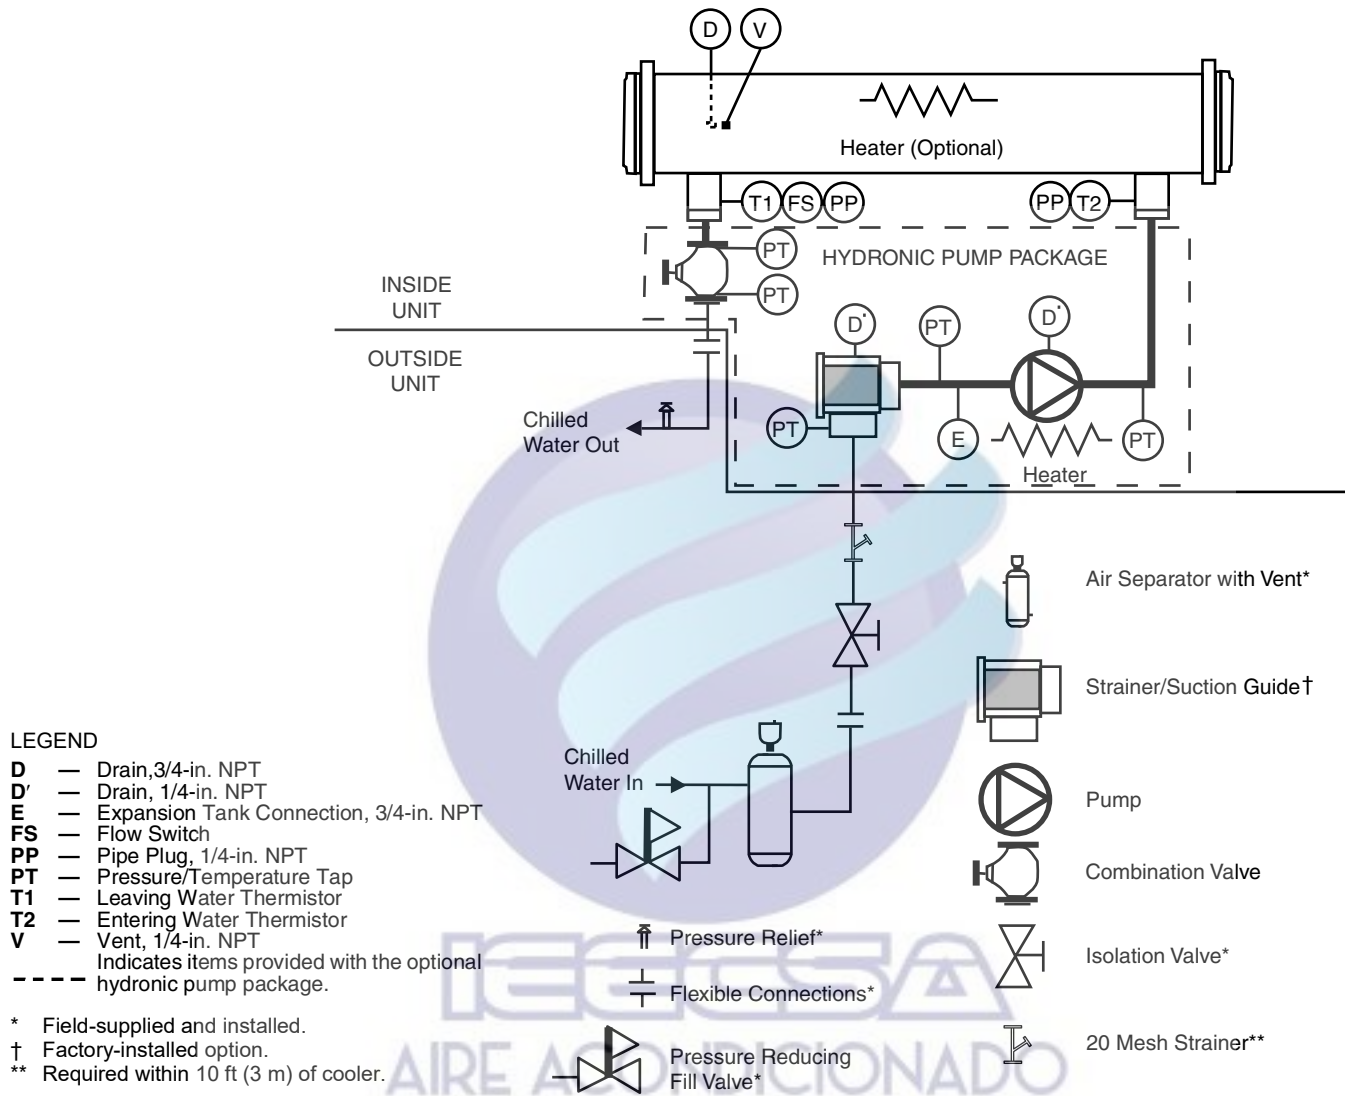 D V
Heater (Optional)
T1 FS PP
PP T2
PT
HYDRONIC PUMP PACKAGE
PT
INSIDE
UNIT
OUTSIDE
UNIT
D' PT D'
Chilled
Water Out
PT E PT
Heater
Air Separator with Vent*
Strainer/Suction Guide†
Chilled
Water In
Pump
Combination Valve
Isolation Valve*
20 Mesh Strainer**
Pressure Relief*
Flexible Connections*
Pressure Reducing
Fill Valve*
LEGEND
D — Drain,3/4-in. NPT
D' — Drain, 1/4-in. NPT
E — Expansion Tank Connection, 3/4-in. NPT
FS — Flow Switch
PP — Pipe Plug, 1/4-in. NPT
PT — Pressure/Temperature Tap
T1 — Leaving Water Thermistor
T2 — Entering Water Thermistor
V — Vent, 1/4-in. NPT
Indicates items provided with the optional
---- hydronic pump package.
* Field-supplied and installed.
† Factory-installed option.
** Required within 10 ft (3 m) of cooler.
IEECSA
AIRE ACONDICIONADO